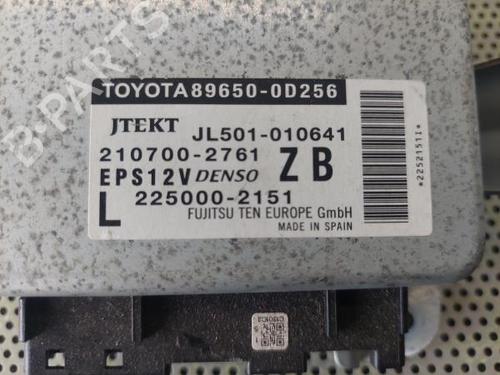 TOYOTA 89650-0D256
JTEKT JL501-010641
210700-2761 ZB
EPS12V DENSO
L 225000-2151
FUJITSU TEN EUROPE GmbH
MADE IN SPAIN
B-PARTS